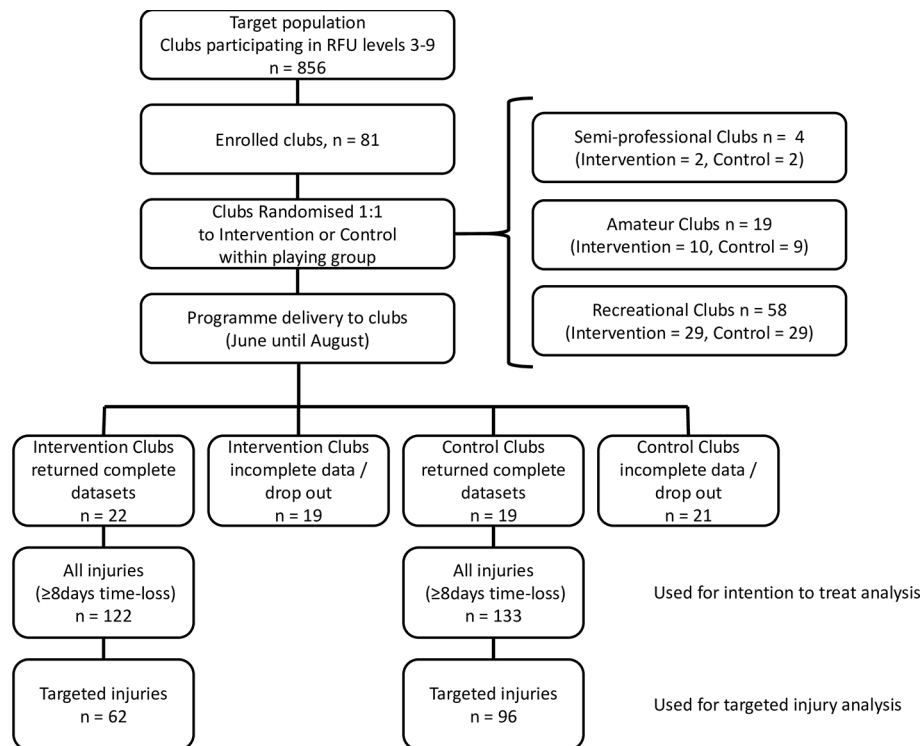 Target population
Clubs participating in RFU levels 3-9
n = 856
Enrolled clubs, n = 81
Clubs Randomised 1:1
to Intervention or Control
within playing group
Programme delivery to clubs
(June until August)
Semi-professional Clubs n =  4
(Intervention = 2, Control = 2)
Amateur Clubs n = 19
(Intervention = 10, Control = 9)
Recreational Clubs n = 58
(Intervention = 29, Control = 29)
Intervention Clubs
returned complete
datasets
n = 22
Intervention Clubs
incomplete data /
drop out
n = 19
Control Clubs
returned complete
datasets
n = 19
Control Clubs
incomplete data /
drop out
n = 21
All injuries
(≥8days time-loss)
n = 122
All injuries
(≥8days time-loss)
n = 133
Used for intention to treat analysis
Targeted injuries
n = 62
Targeted injuries
n = 96
Used for targeted injury analysis